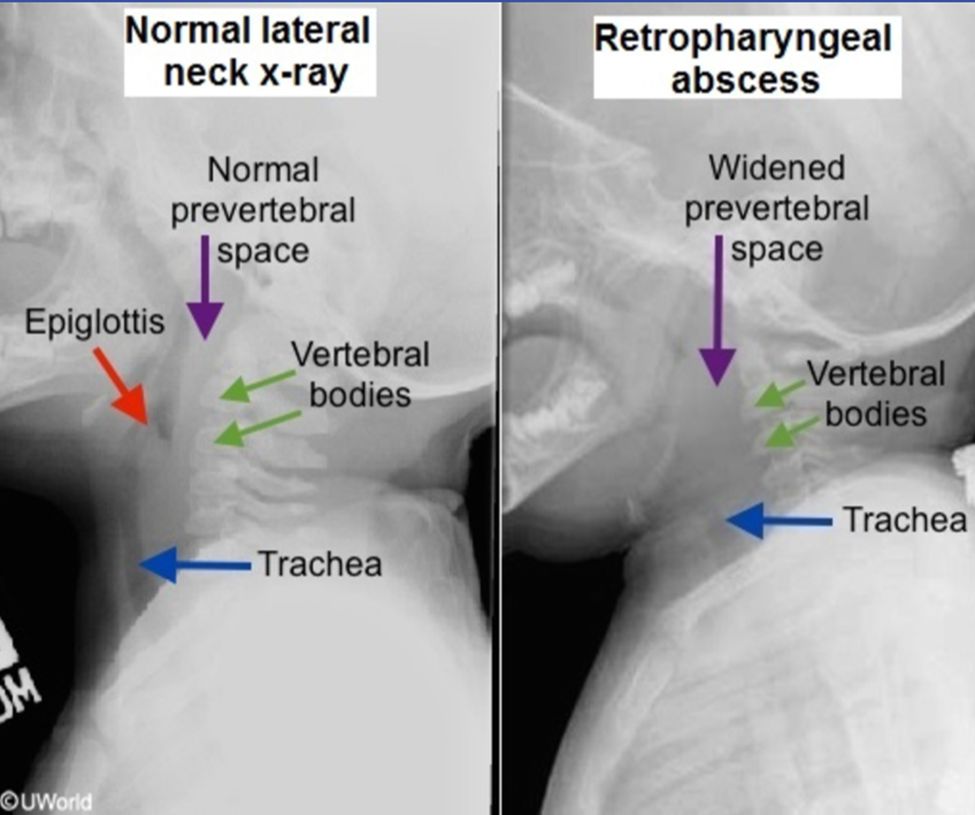 Normal lateral
neck x-ray
Normal
prevertebral
space
Epiglottis
Vertebral
bodies
Trachea
©UWorld
Retropharyngeal
abscess
Widened
prevertebral
space
Vertebral
bodies
Trachea